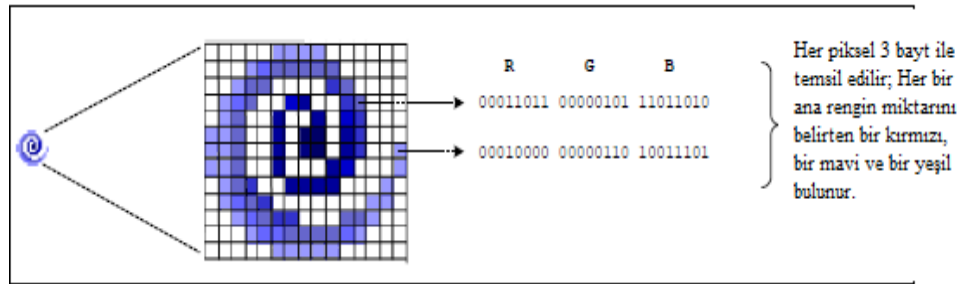 R G B
00011011 00000101 11011010
00010000 00000110 10011101
Her piksel 3 bayt ile
temsil edilir; Her bir
ana rengin miktarını
belirten bir kırmızı,
bir mavi ve bir yeşil
bulunur.